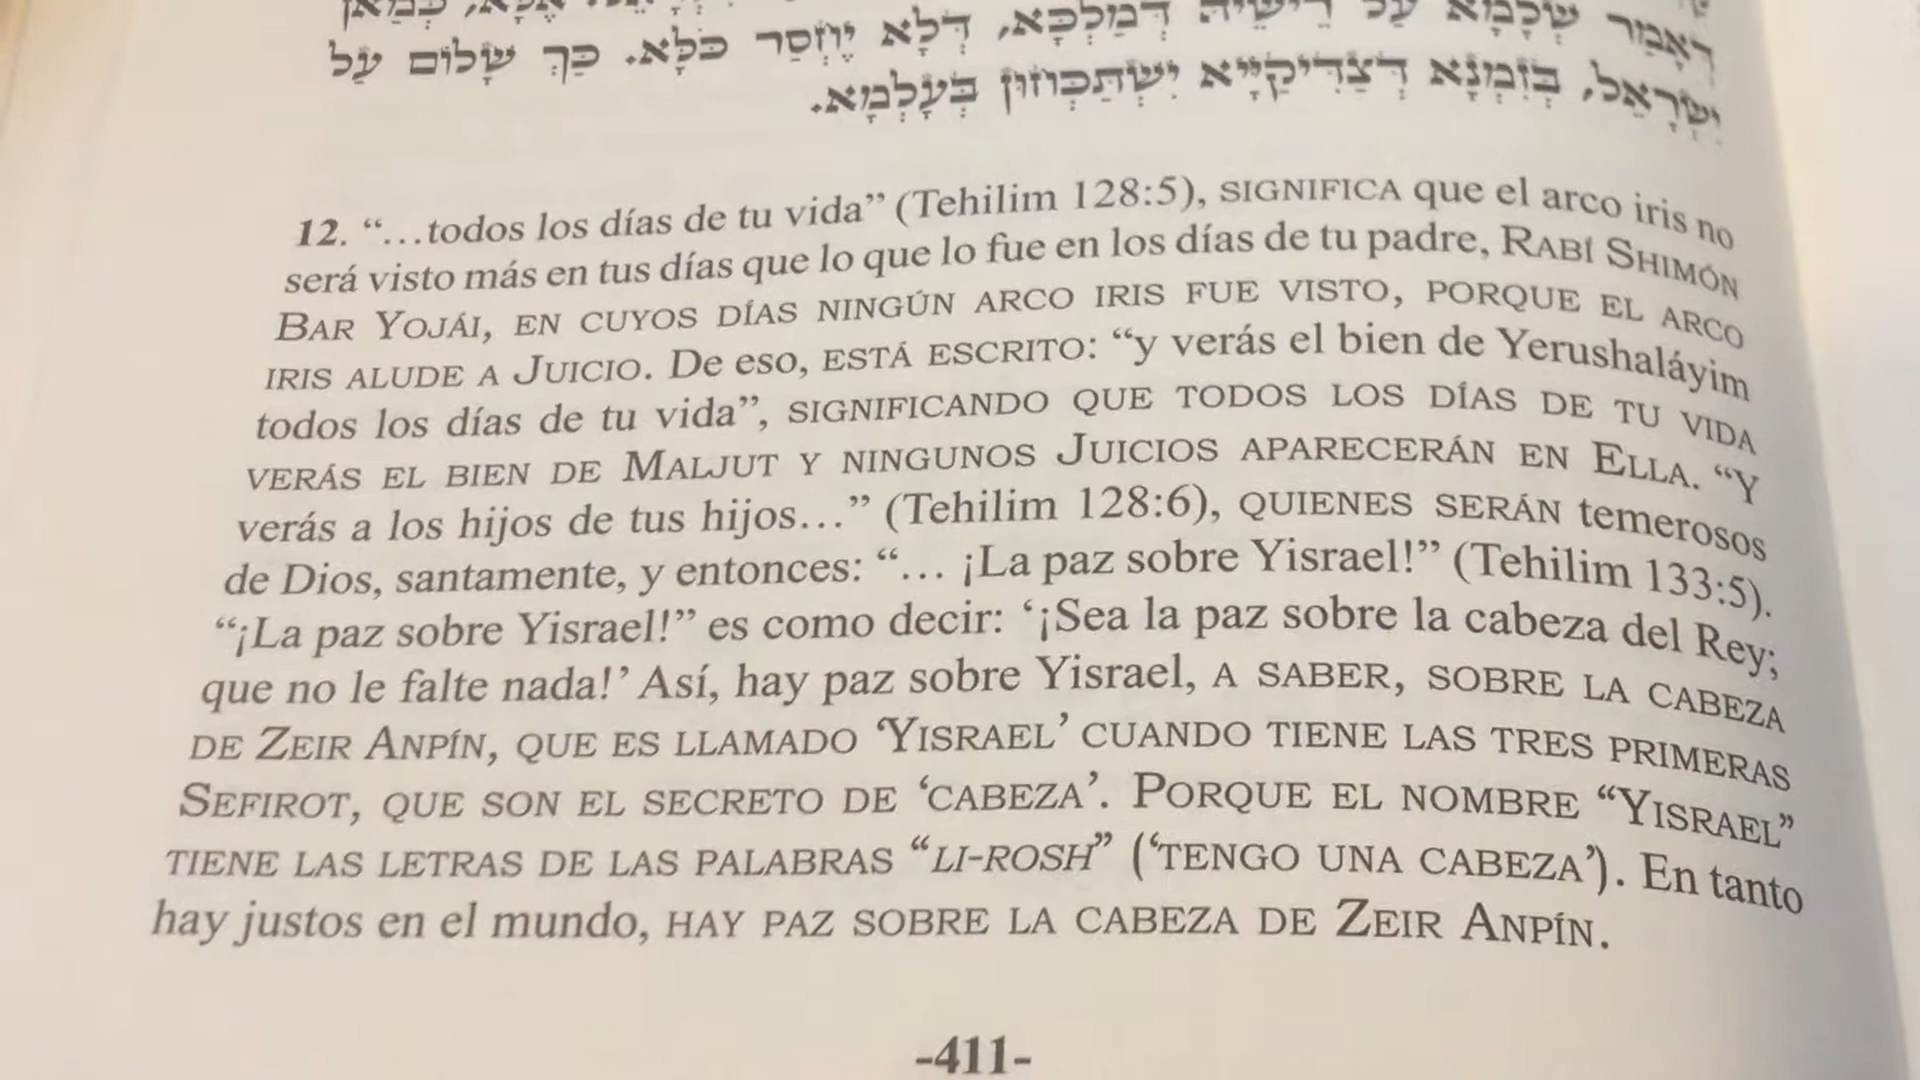 דְּאָמַר שְׁלָמָא עַל רֵישֵׁיהּ דְּמַלְכָּא, דְּלָא יֶחְסַר כֹּלָּא. כַּךְ שָׁלוֹם עַל
יִשְׂרָאֵל, בְּזִמְנָא דְּצַדִּיקַיָּיא יִשְׁתַּכְּחוּן בְּעָלְמָא.
12. “…todos los días de tu vida” (Tehilim 128:5), SIGNIFICA que el arco iris no
será visto más en tus días que lo que lo fue en los días de tu padre, RABÍ SHIMÓN
BAR YOJÁI, EN CUYOS DÍAS NINGÚN ARCO IRIS FUE VISTO, PORQUE EL ARCO
IRIS ALUDE A JUICIO. De eso, ESTÁ ESCRITO: “y verás el bien de Yerushaláyim
todos los días de tu vida”, SIGNIFICANDO QUE TODOS LOS DÍAS DE TU VIDA
VERÁS EL BIEN DE MALJUT Y NINGUNOS JUICIOS APARECERÁN EN ELLA. “Y
verás a los hijos de tus hijos…” (Tehilim 128:6), QUIENES SERÁN temerosos
de Dios, santamente, y entonces: “… ¡La paz sobre Yisrael!” (Tehilim 133:5).
“¡La paz sobre Yisrael!” es como decir: ‘¡Sea la paz sobre la cabeza del Rey;
que no le falte nada!’ Así, hay paz sobre Yisrael, A SABER, SOBRE LA CABEZA
DE ZEIR ANPÍN, QUE ES LLAMADO ‘YISRAEL’ CUANDO TIENE LAS TRES PRIMERAS
SEFIROT, QUE SON EL SECRETO DE ‘CABEZA’. PORQUE EL NOMBRE “YISRAEL”
TIENE LAS LETRAS DE LAS PALABRAS “LI-ROSH” (‘TENGO UNA CABEZA’). En tanto
hay justos en el mundo, HAY PAZ SOBRE LA CABEZA DE ZEIR ANPÍN.
-411-